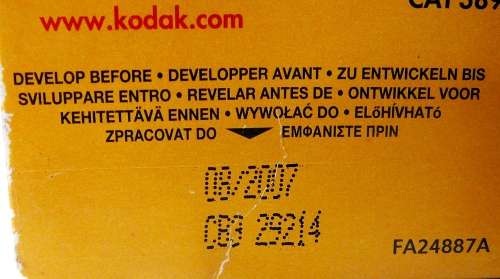 www.kodak.com
DEVELOP BEFORE • DEVELOPPER AVANT • ZU ENTWICKELN BIS
SVILUPPARE ENTRO • REVELAR ANTES DE • ONTWIKKEL VOOR
KEHITETTÄVÄ ENNEN • WYWOŁAĆ DO • ELőHÍVHATó
ZPRACOVAT DO ΕΜΦΑΝΙΣΤΕ ΠΡΙΝ
08/2007
CB3 29214
FA24887A